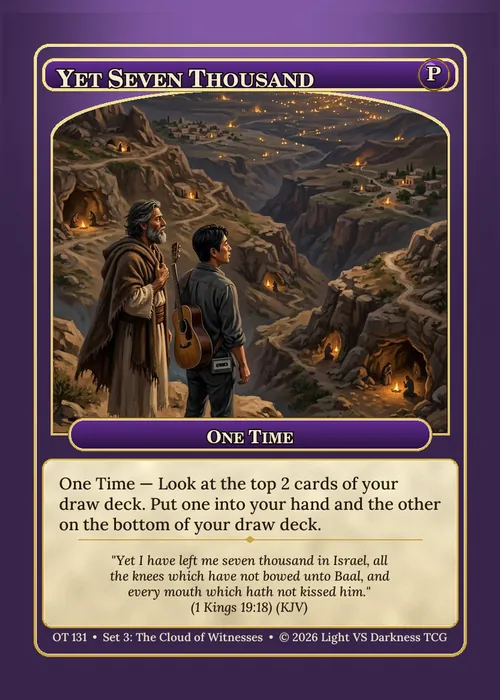 Yet Seven Thousand
P
One Time
One Time — Look at the top 2 cards of your
draw deck. Put one into your hand and the other
on the bottom of your draw deck.
"Yet I have left me seven thousand in Israel, all
the knees which have not bowed unto Baal, and
every mouth which hath not kissed him."
(1 Kings 19:18) (KJV)
OT 131 • Set 3: The Cloud of Witnesses • © 2026 Light VS Darkness TCG